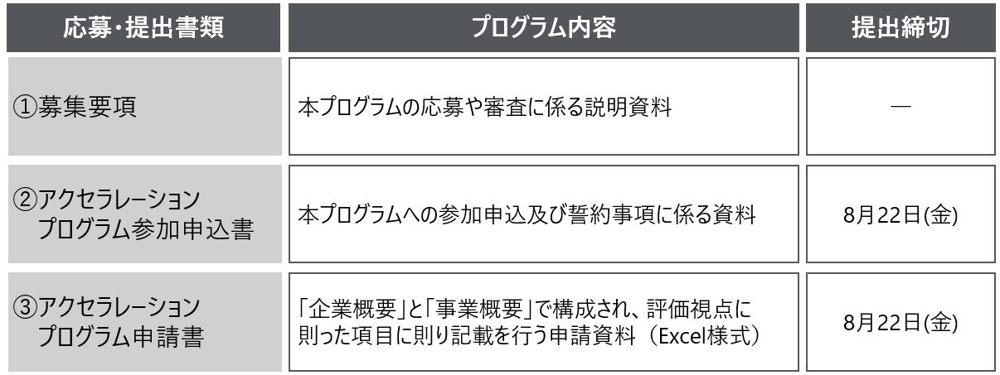 応募・提出書類
プログラム内容
提出締切
①募集要項
本プログラムの応募や審査に係る説明資料
―
②アクセラレーション
プログラム参加申込書
本プログラムへの参加申込及び誓約事項に係る資料
8月22日(金)
③アクセラレーション
プログラム申請書
「企業概要」と「事業概要」で構成され、評価視点に
則った項目に則り記載を行う申請資料（Excel様式）
8月22日(金)